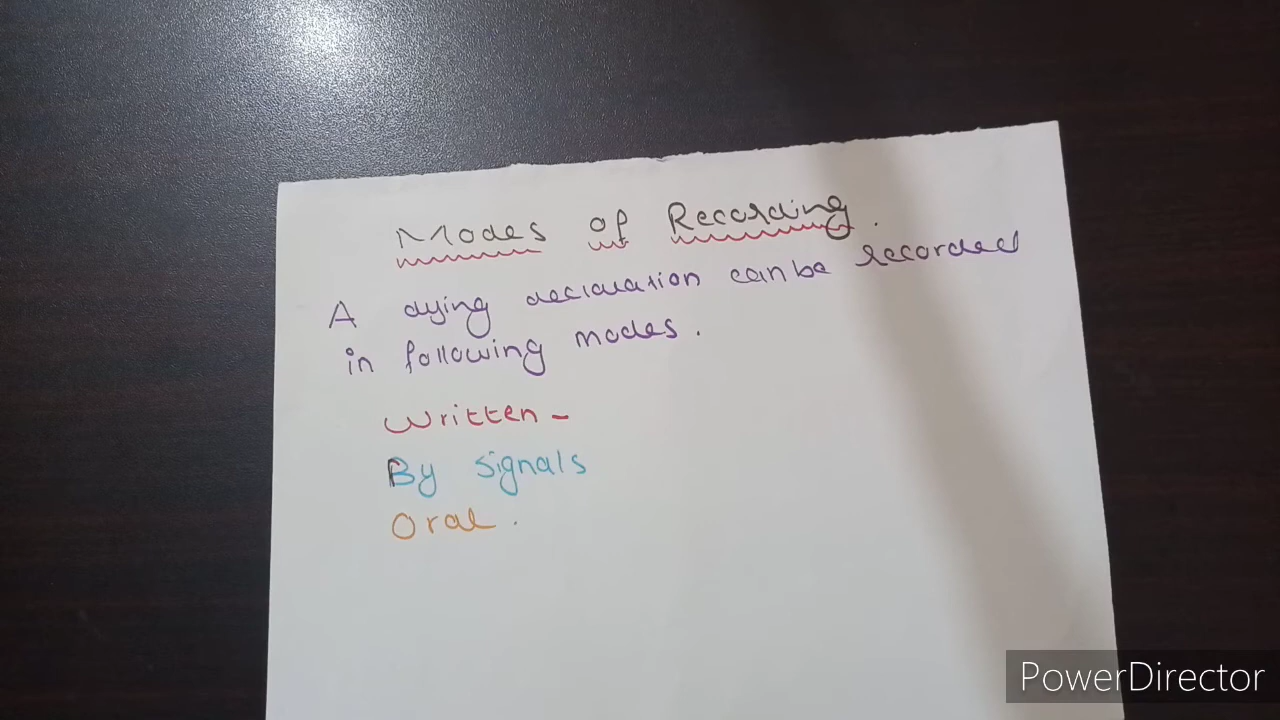 Modes of Recording.
A dying declaration can be recorded
in following modes.
Written -
By signals
Oral.
PowerDirector